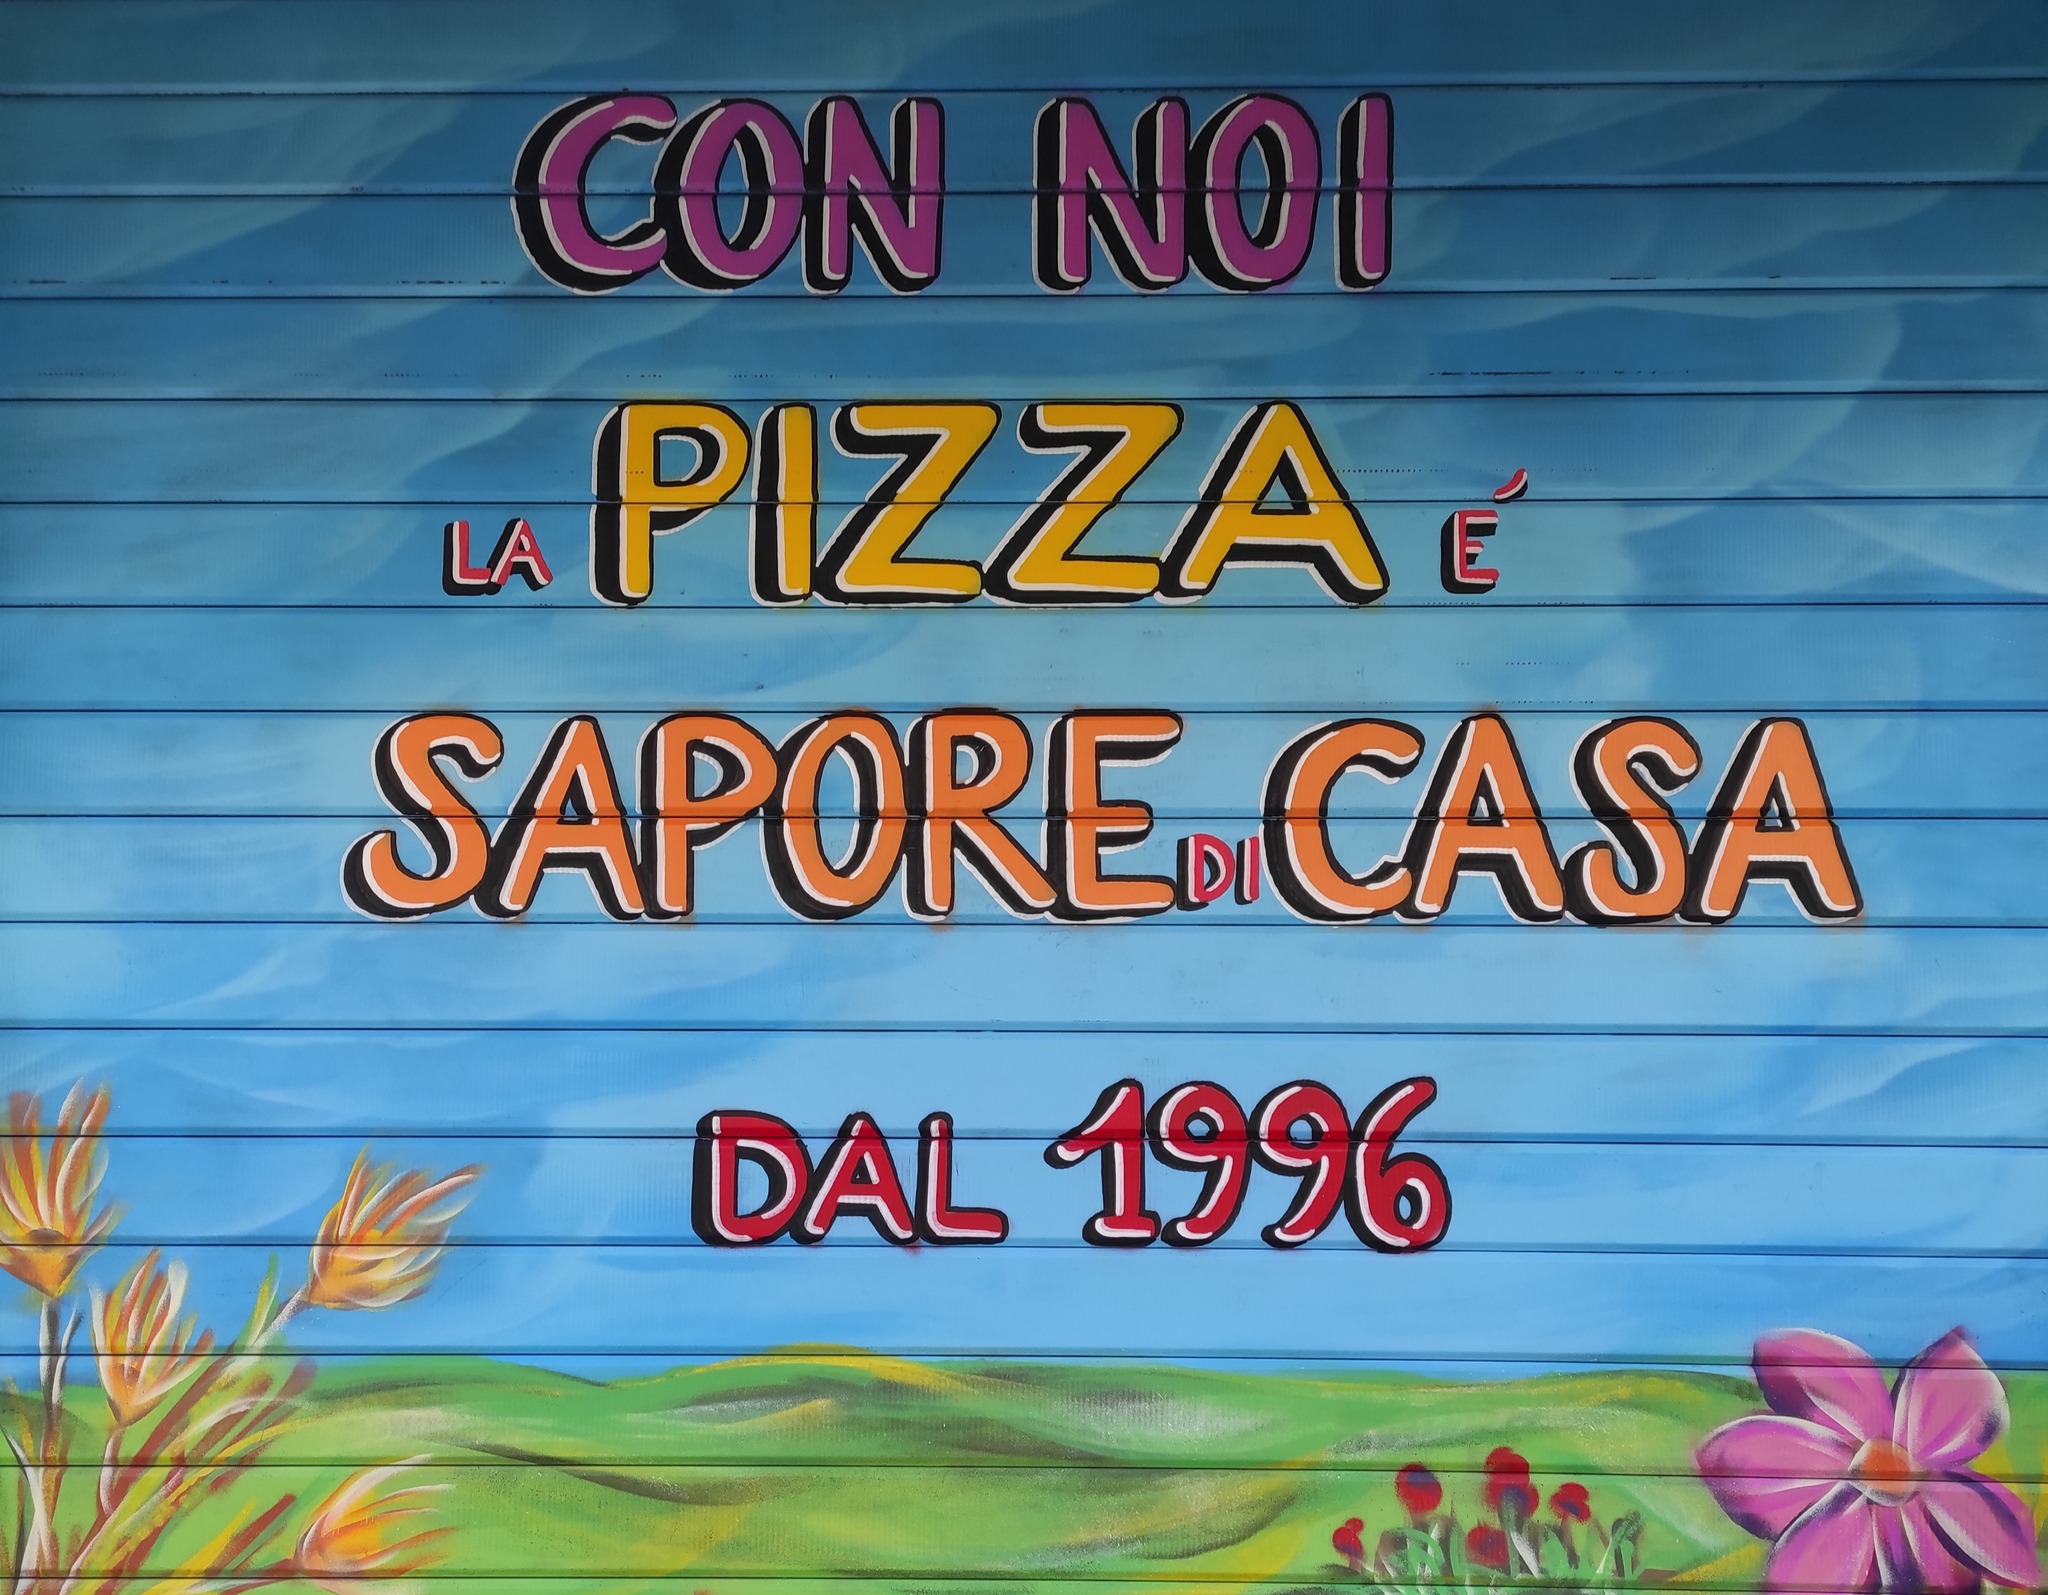 CON NOI
LA PIZZA É
SAPORE DI CASA
DAL 1996